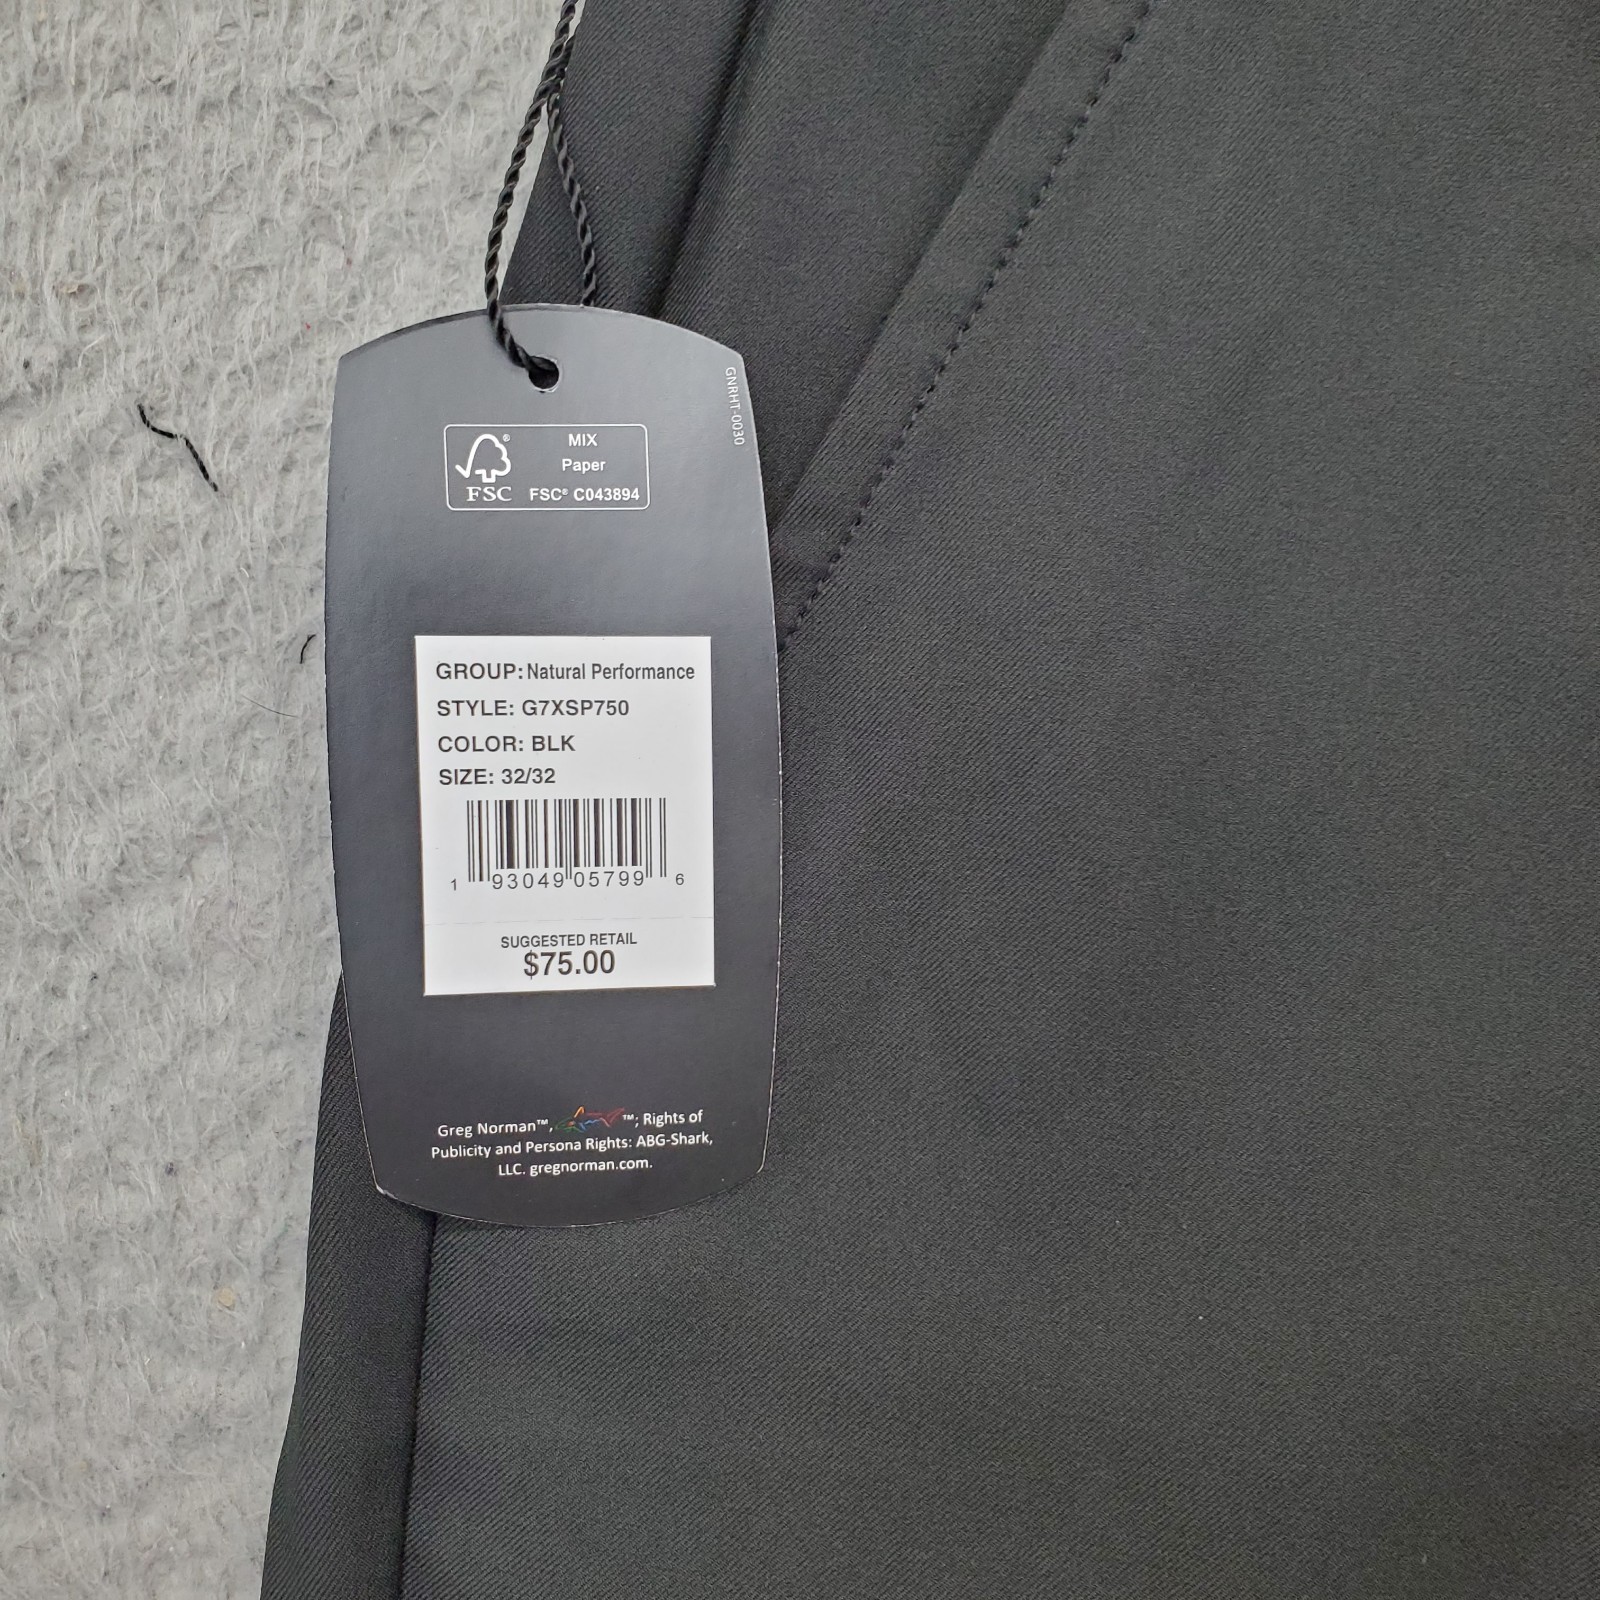 GNRHT-0030
MIX
Paper
FSC® C043894
FSC
GROUP: Natural Performance
STYLE: G7XSP750
COLOR: BLK
SIZE: 32/32
1 93049 05799 6
SUGGESTED RETAIL
$75.00
Greg Norman™, ™; Rights of
Publicity and Persona Rights: ABG-Shark,
LLC. gregnorman.com.